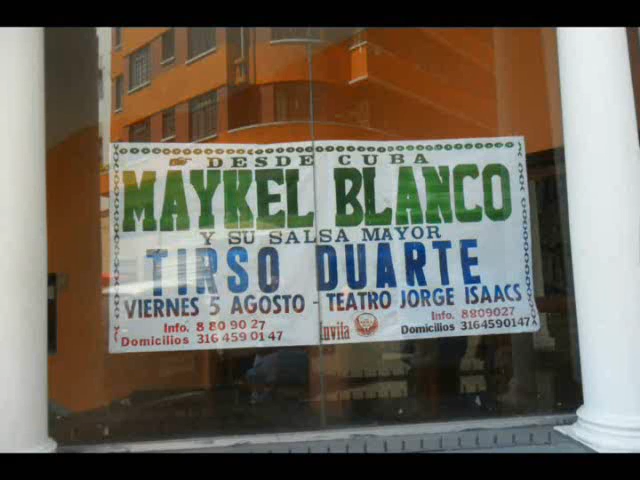 DESDE CUBA
MAYKEL BLANCO
Y SU SALSA MAYOR
TIRSO DUARTE
VIERNES 5 AGOSTO - TEATRO JORGE ISAACS
Info. 8 80 90 27
Domicilios 316 459 01 47
Invita
Info. 8809027
Domicilios 3164590147